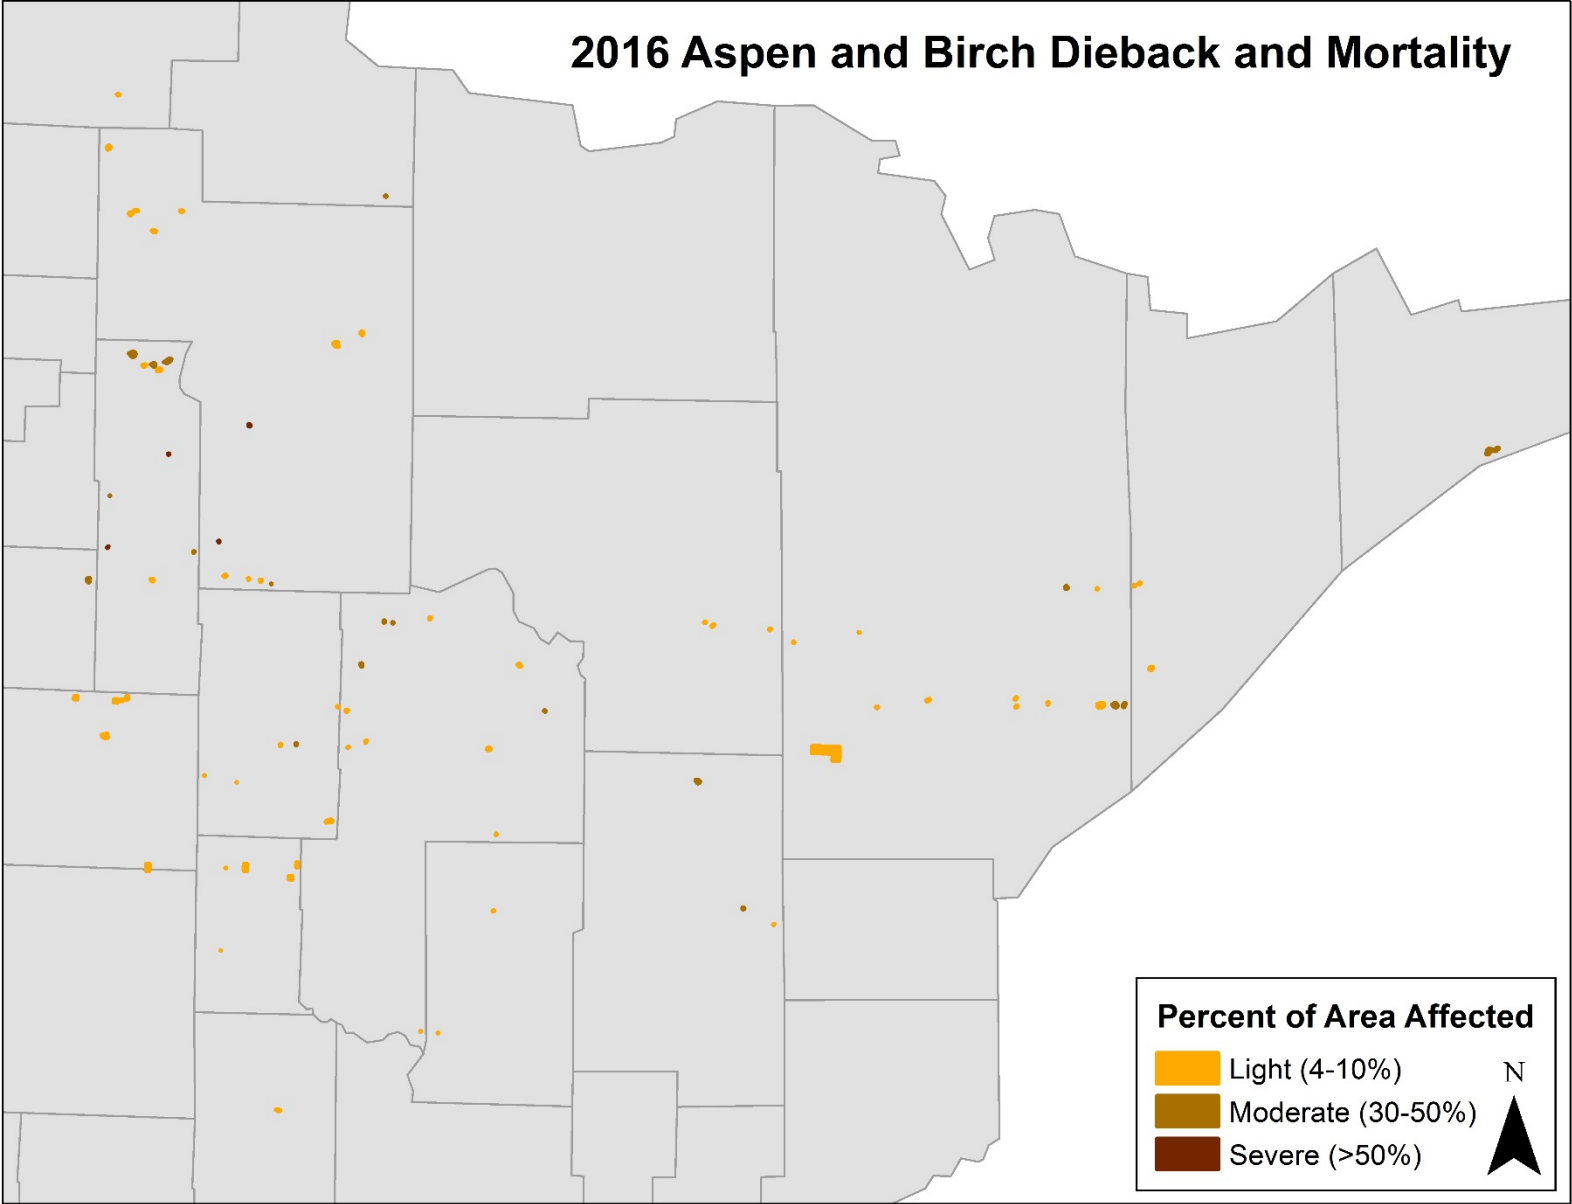 2016 Aspen and Birch Dieback and Mortality
Percent of Area Affected
Light (4-10%)
N
Moderate (30-50%)
Severe (>50%)